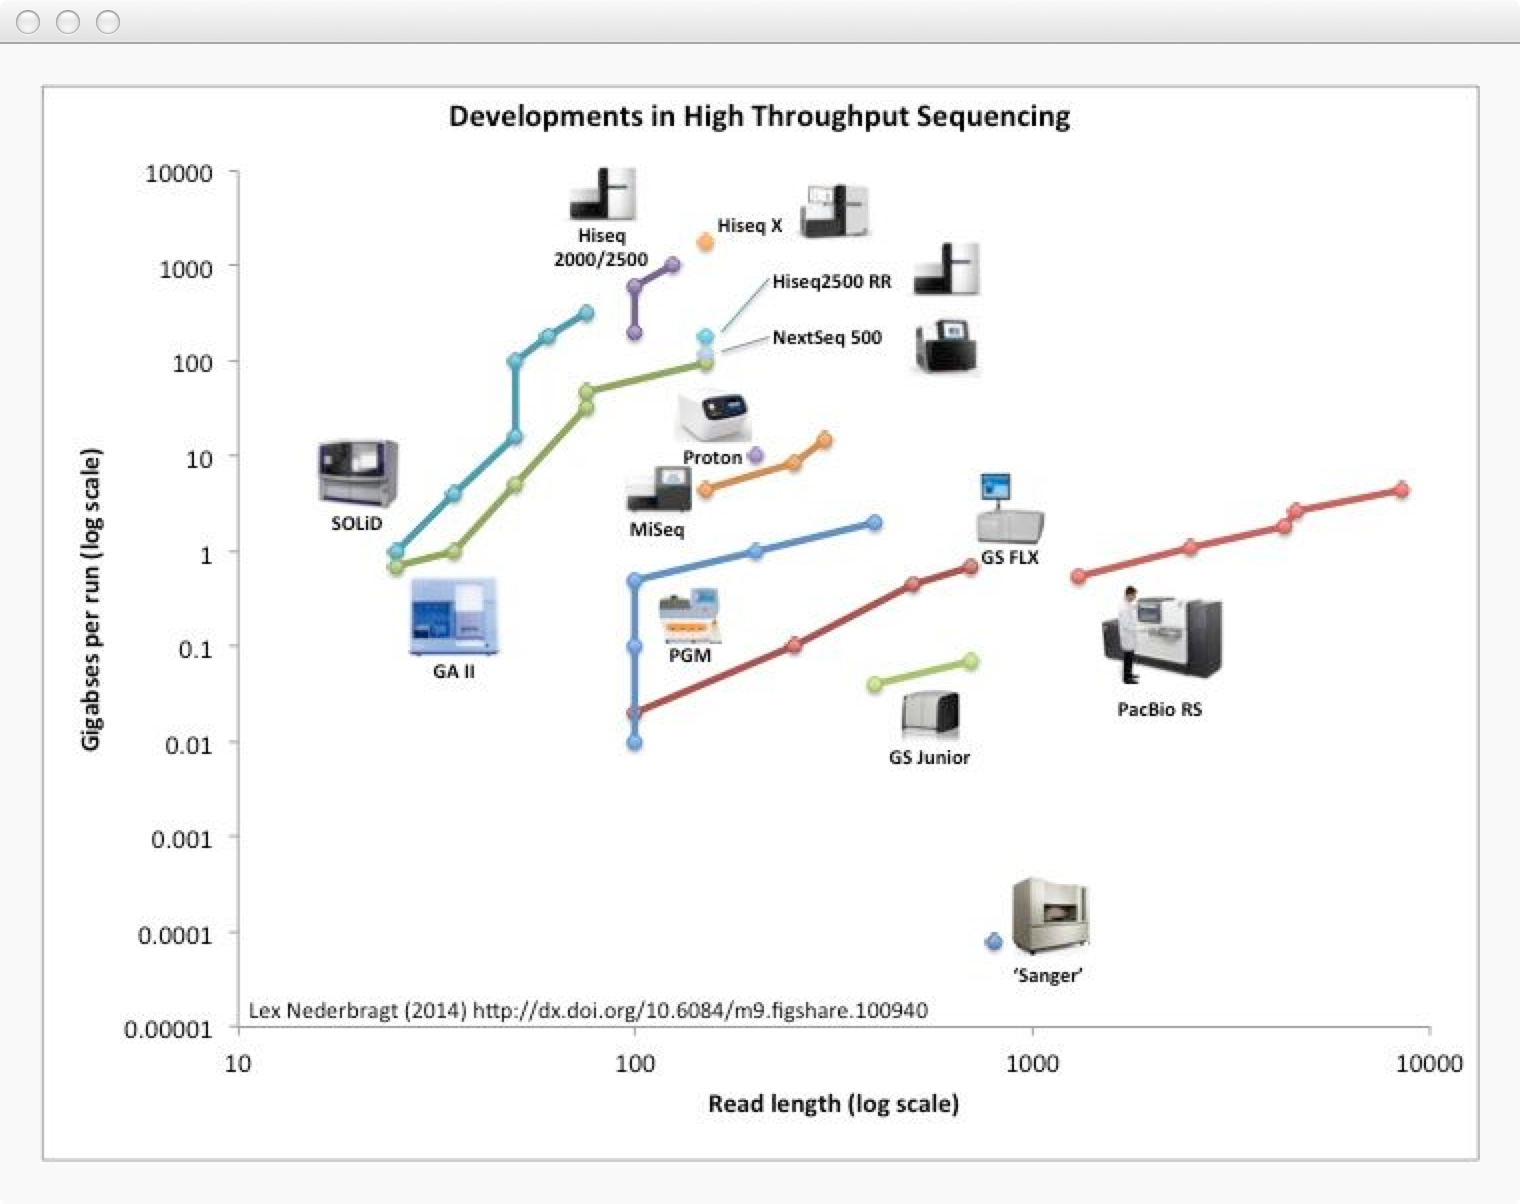 Developments in High Throughput Sequencing
10000
1000
100
10
1
0.1
0.01
0.001
0.0001
0.00001
Gigabses per run (log scale)
Hiseq
2000/2500
Hiseq X
Hiseq2500 RR
NextSeq 500
Proton
MiSeq
SOLiD
GS FLX
GA II
PGM
PacBio RS
GS Junior
‘Sanger’
Lex Nederbragt (2014) http://dx.doi.org/10.6084/m9.figshare.100940
10
100
1000
10000
Read length (log scale)